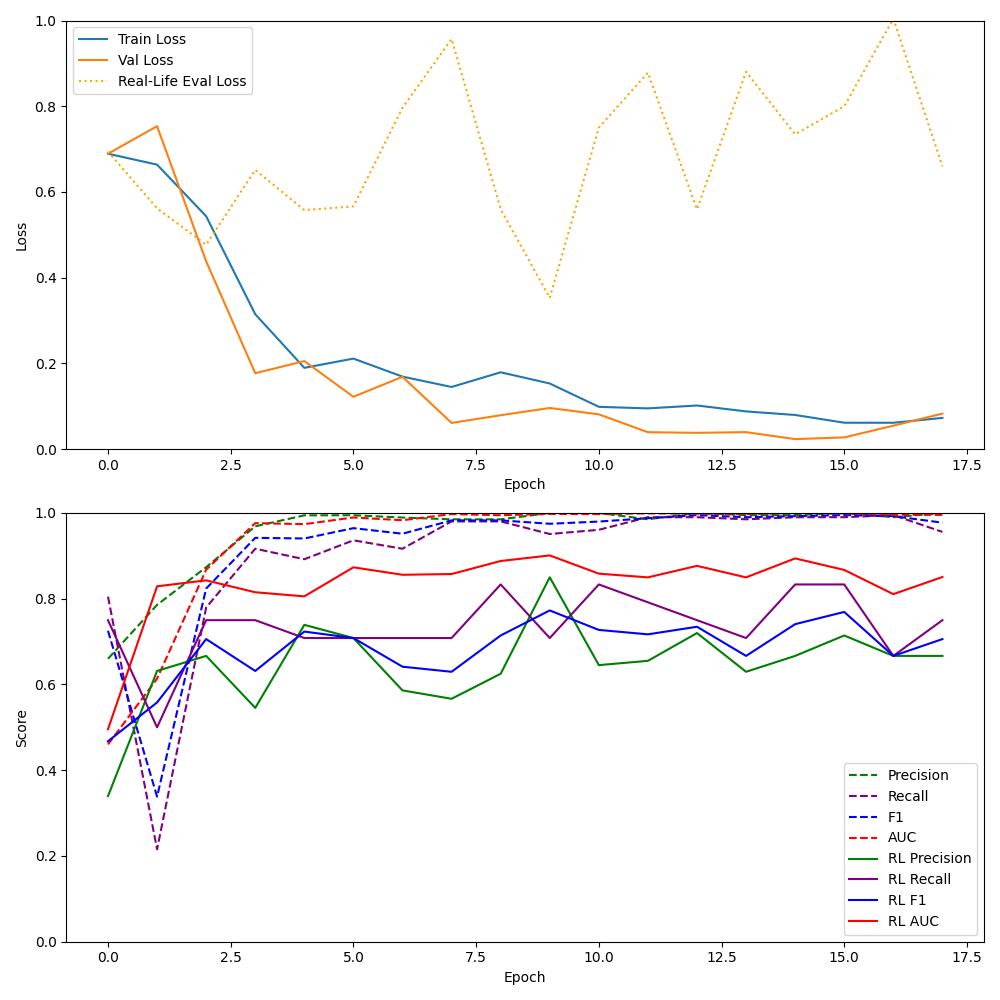 1.0
0.8
0.6
0.4
0.2
0.0
Loss
Train Loss
Val Loss
Real-Life Eval Loss
0.0 2.5 5.0 7.5 10.0 12.5 15.0 17.5
Epoch
1.0
0.8
0.6
0.4
0.2
0.0
Score
Precision
Recall
F1
AUC
RL Precision
RL Recall
RL F1
RL AUC
0.0 2.5 5.0 7.5 10.0 12.5 15.0 17.5
Epoch